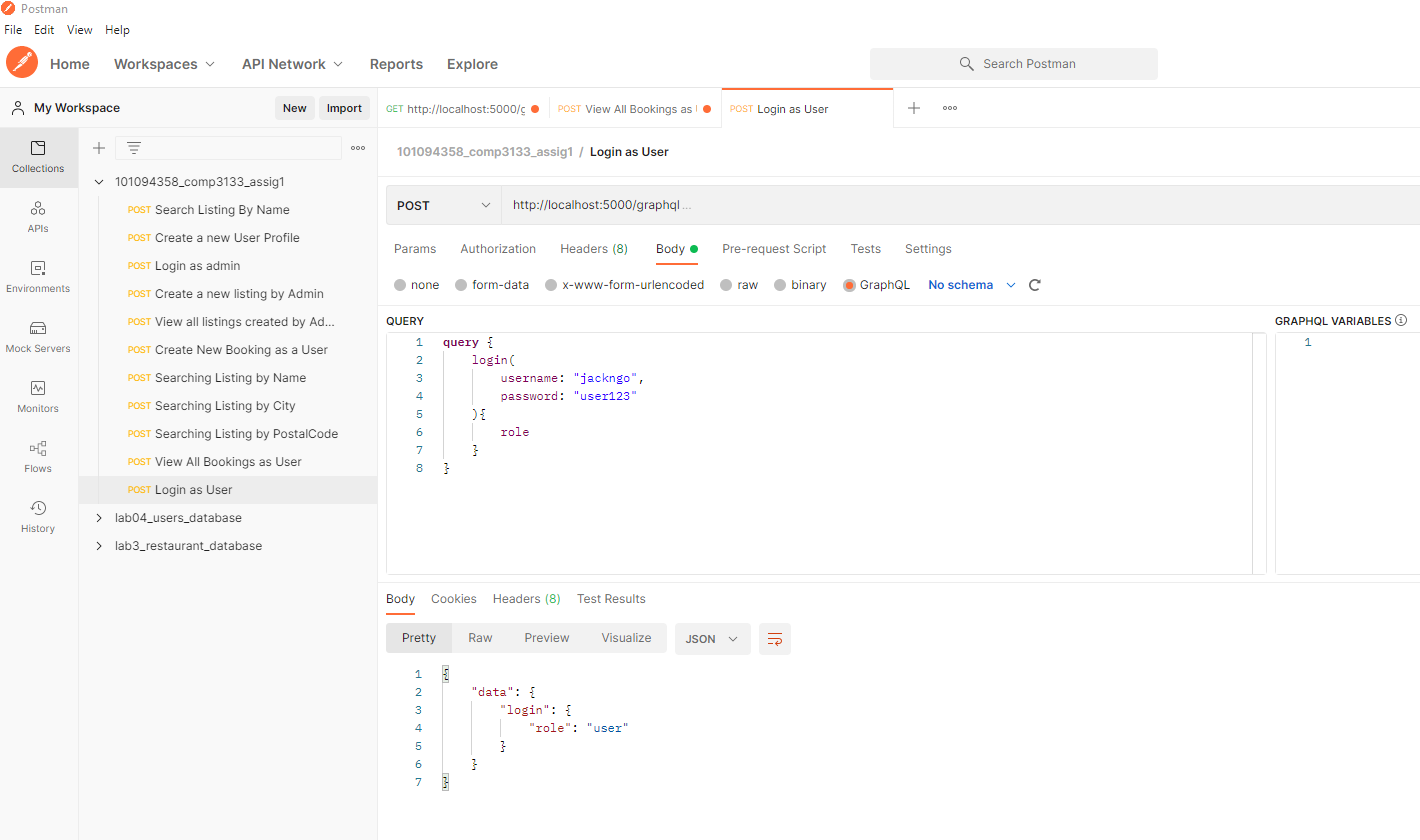 Postman
File Edit View Help
Home Workspaces API Network Reports Explore Search Postman
My Workspace New Import
GET http://localhost:5000/g POST View All Bookings as POST Login as User
Collections
APIs
Environments
Mock Servers
Monitors
Flows
History
101094358_comp3133_assig1
POST Search Listing By Name
POST Create a new User Profile
POST Login as admin
POST Create a new listing by Admin
POST View all listings created by Ad...
POST Create New Booking as a User
POST Searching Listing by Name
POST Searching Listing by City
POST Searching Listing by PostalCode
POST View All Bookings as User
POST Login as User
lab04_users_database
lab3_restaurant_database
101094358_comp3133_assig1 / Login as User
POST http://localhost:5000/graphql ...
Params Authorization Headers (8) Body Pre-request Script Tests Settings
none form-data x-www-form-urlencoded raw binary GraphQL No schema
QUERY
1 query {
2 login(
3 username: "jackngo",
4 password: "user123"
5 ){
6 role
7 }
8 }
GRAPHQL VARIABLES
1
Body Cookies Headers (8) Test Results
Pretty Raw Preview Visualize JSON
1 {
2 "data": {
3 "login": {
4 "role": "user"
5 }
6 }
7 }